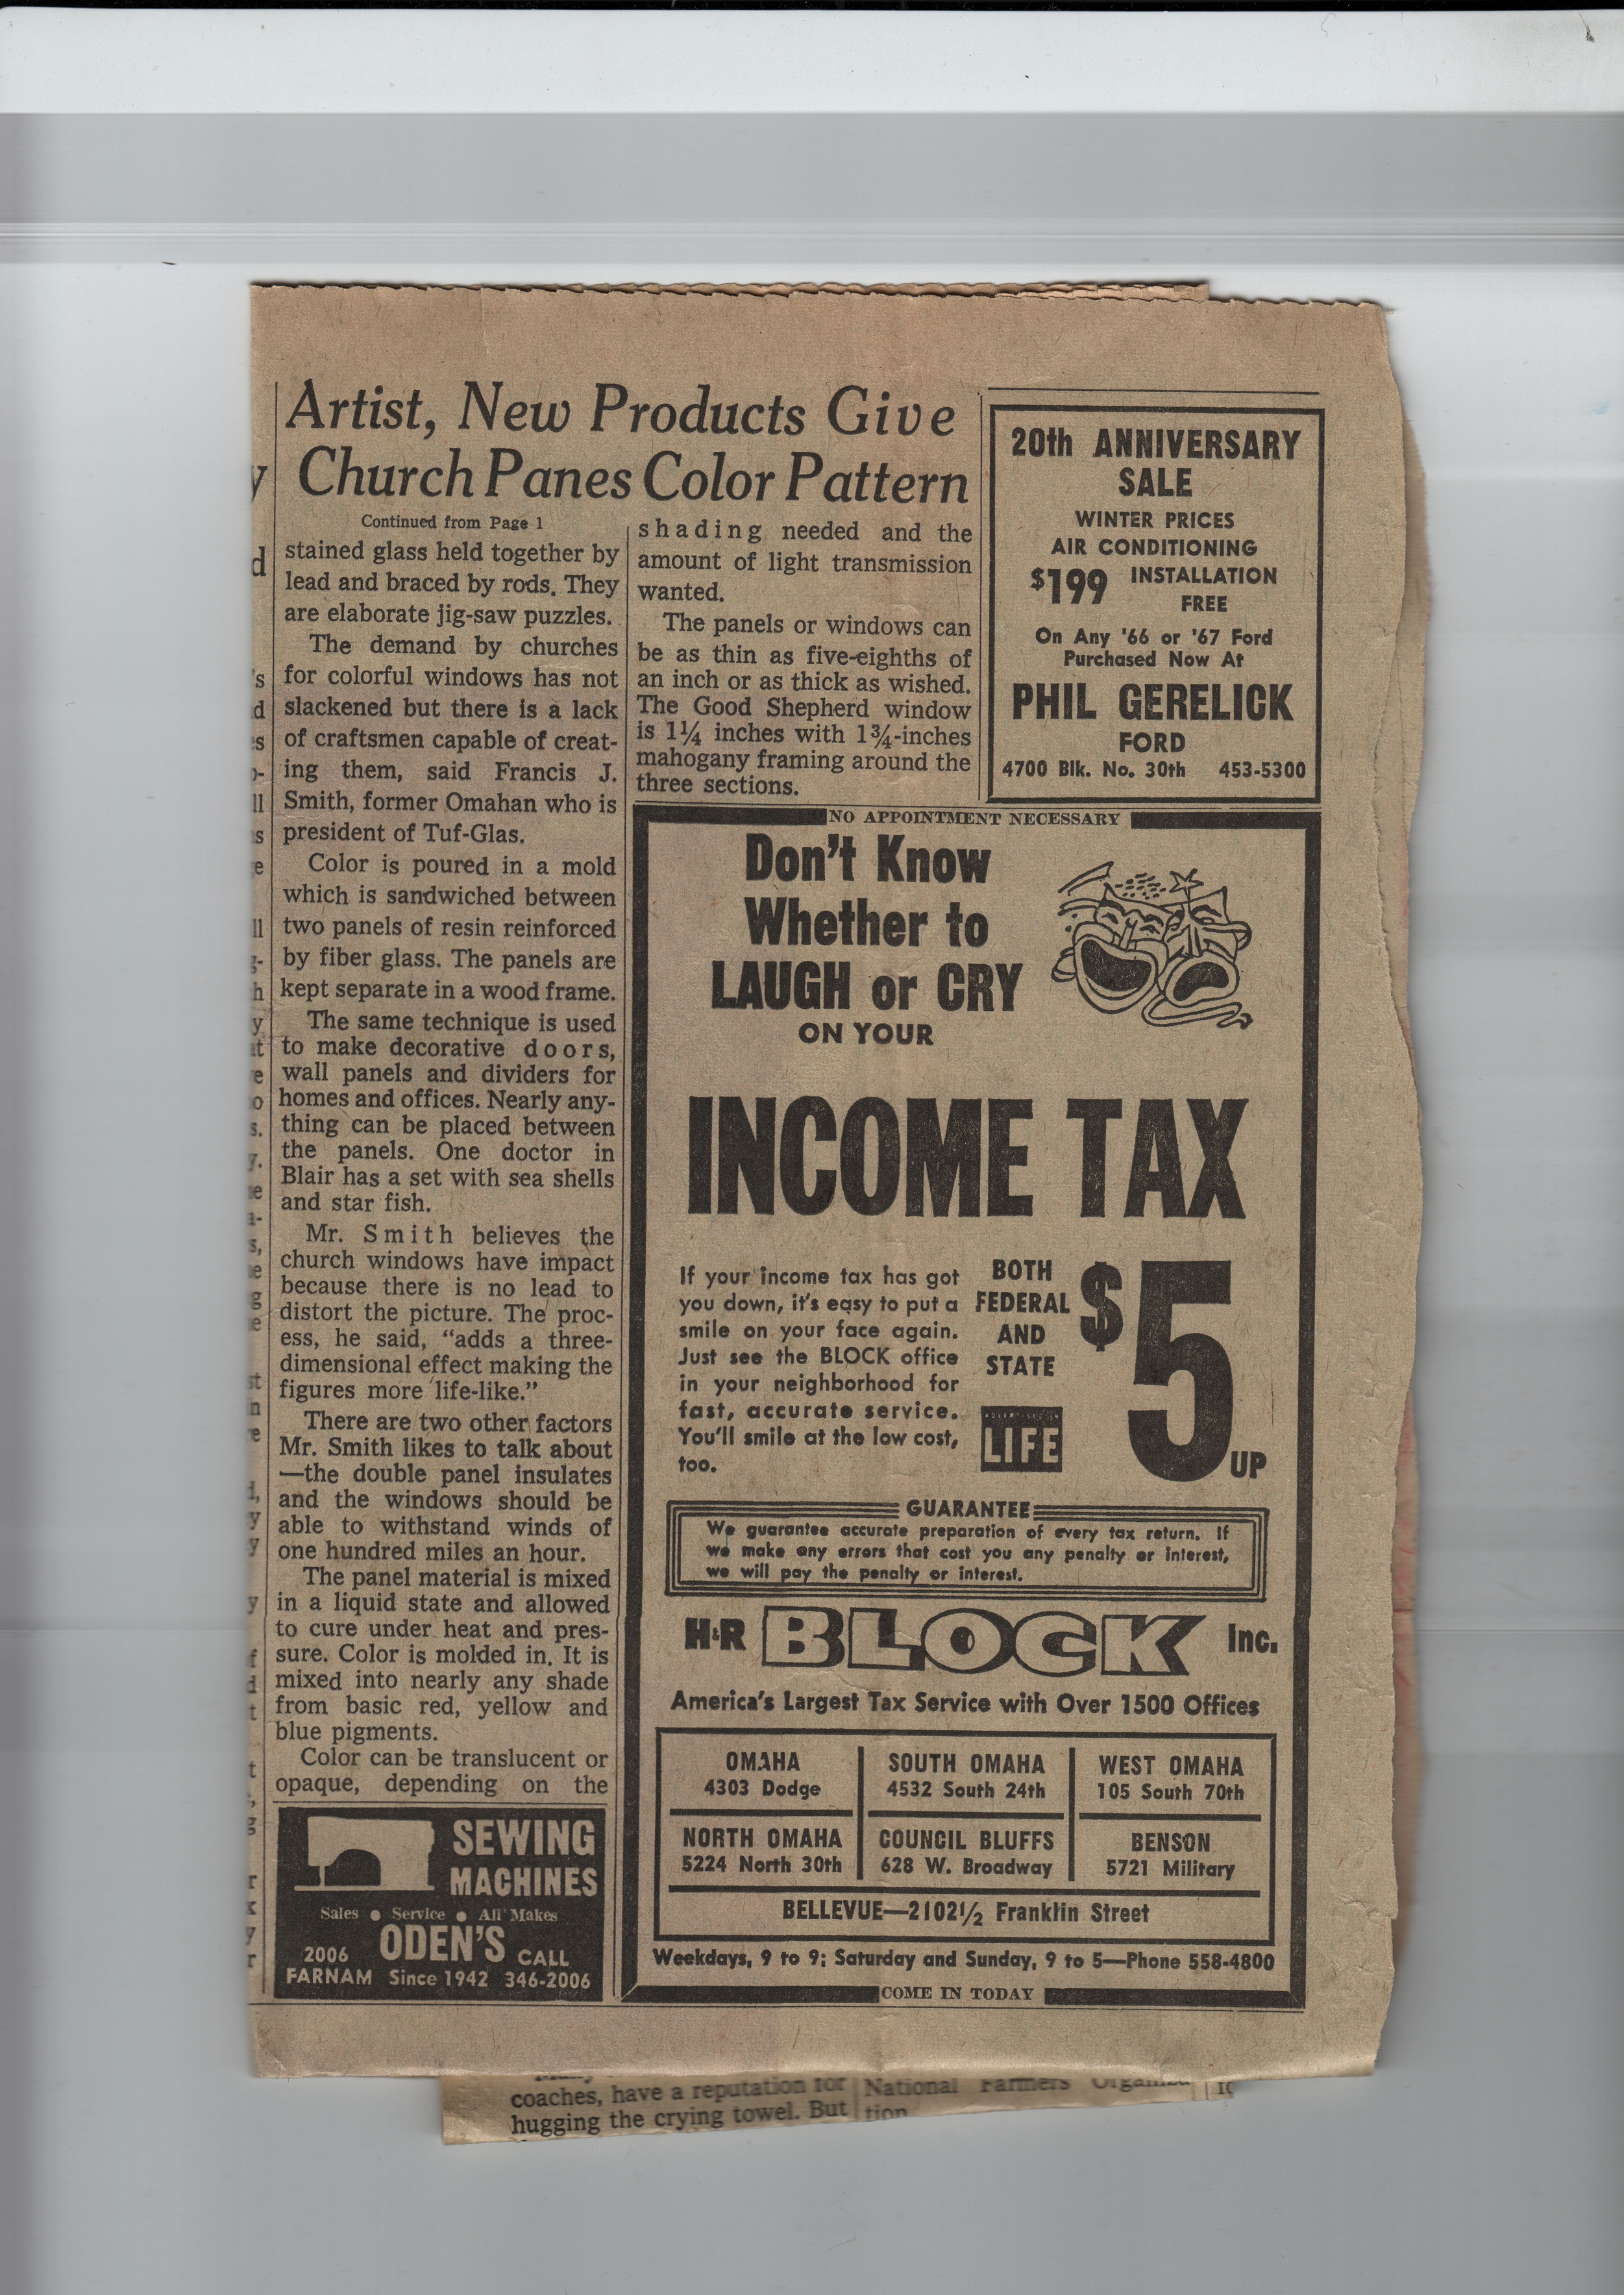 Artist, New Products Give
Church Panes Color Pattern
Continued from Page 1
stained glass held together by
lead and braced by rods. They
are elaborate jig-saw puzzles.
The demand by churches
for colorful windows has not
slackened but there is a lack
of craftsmen capable of creat-
ing them, said Francis J.
Smith, former Omahan who is
president of Tuf-Glas.
Color is poured in a mold
which is sandwiched between
two panels of resin reinforced
by fiber glass. The panels are
kept separate in a wood frame.
The same technique is used
to make decorative doors,
wall panels and dividers for
homes and offices. Nearly any-
thing can be placed between
the panels. One doctor in
Blair has a set with sea shells
and star fish.
Mr. Smith believes the
church windows have impact
because there is no lead to
distort the picture. The proc-
ess, he said, “adds a three-
dimensional effect making the
figures more life-like.”
There are two other factors
Mr. Smith likes to talk about
—the double panel insulates
and the windows should be
able to withstand winds of
one hundred miles an hour.
The panel material is mixed
in a liquid state and allowed
to cure under heat and pres-
sure. Color is molded in. It is
mixed into nearly any shade
from basic red, yellow and
blue pigments.
Color can be translucent or
opaque, depending on the
shading needed and the
amount of light transmission
wanted.
The panels or windows can
be as thin as five-eighths of
an inch or as thick as wished.
The Good Shepherd window
is 1¼ inches with 1¾-inches
mahogany framing around the
three sections.
SEWING
MACHINES
Sales ● Service ● All Makes
ODEN'S
2006
FARNAM
Since 1942
CALL
346-2006
20th ANNIVERSARY
SALE
WINTER PRICES
AIR CONDITIONING
$199 INSTALLATION
FREE
On Any '66 or '67 Ford
Purchased Now At
PHIL GERELICK
FORD
4700 Blk. No. 30th 453-5300
NO APPOINTMENT NECESSARY
Don't Know
Whether to
LAUGH or CRY
ON YOUR
INCOME TAX
If your income tax has got
you down, it's easy to put a
smile on your face again.
Just see the BLOCK office
in your neighborhood for
fast, accurate service.
You'll smile at the low cost,
too.
BOTH
FEDERAL
AND
STATE
LIFE
$5
UP
GUARANTEE
We guarantee accurate preparation of every tax return. If
we make any errors that cost you any penalty or interest,
we will pay the penalty or interest.
H&R BLOCK Inc.
America's Largest Tax Service with Over 1500 Offices
OMAHA
4303 Dodge
SOUTH OMAHA
4532 South 24th
WEST OMAHA
105 South 70th
NORTH OMAHA
5224 North 30th
COUNCIL BLUFFS
628 W. Broadway
BENSON
5721 Military
BELLEVUE—2102½ Franklin Street
Weekdays, 9 to 9; Saturday and Sunday, 9 to 5—Phone 558-4800
COME IN TODAY
coaches, have a reputation for
hugging the crying towel. But
National Farmers
tion